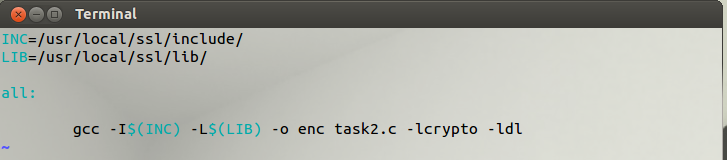 Terminal
INC=/usr/local/ssl/include/
LIB=/usr/local/ssl/lib/
all:
gcc -I$(INC) -L$(LIB) -o enc task2.c -lcrypto -ldl
~